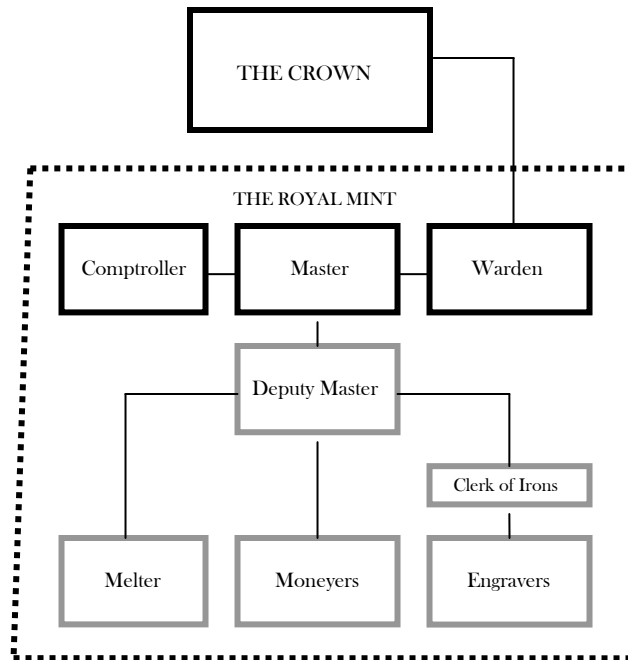 THE CROWN
THE ROYAL MINT
Comptroller
Master
Warden
Deputy Master
Clerk of Irons
Melter
Moneyers
Engravers